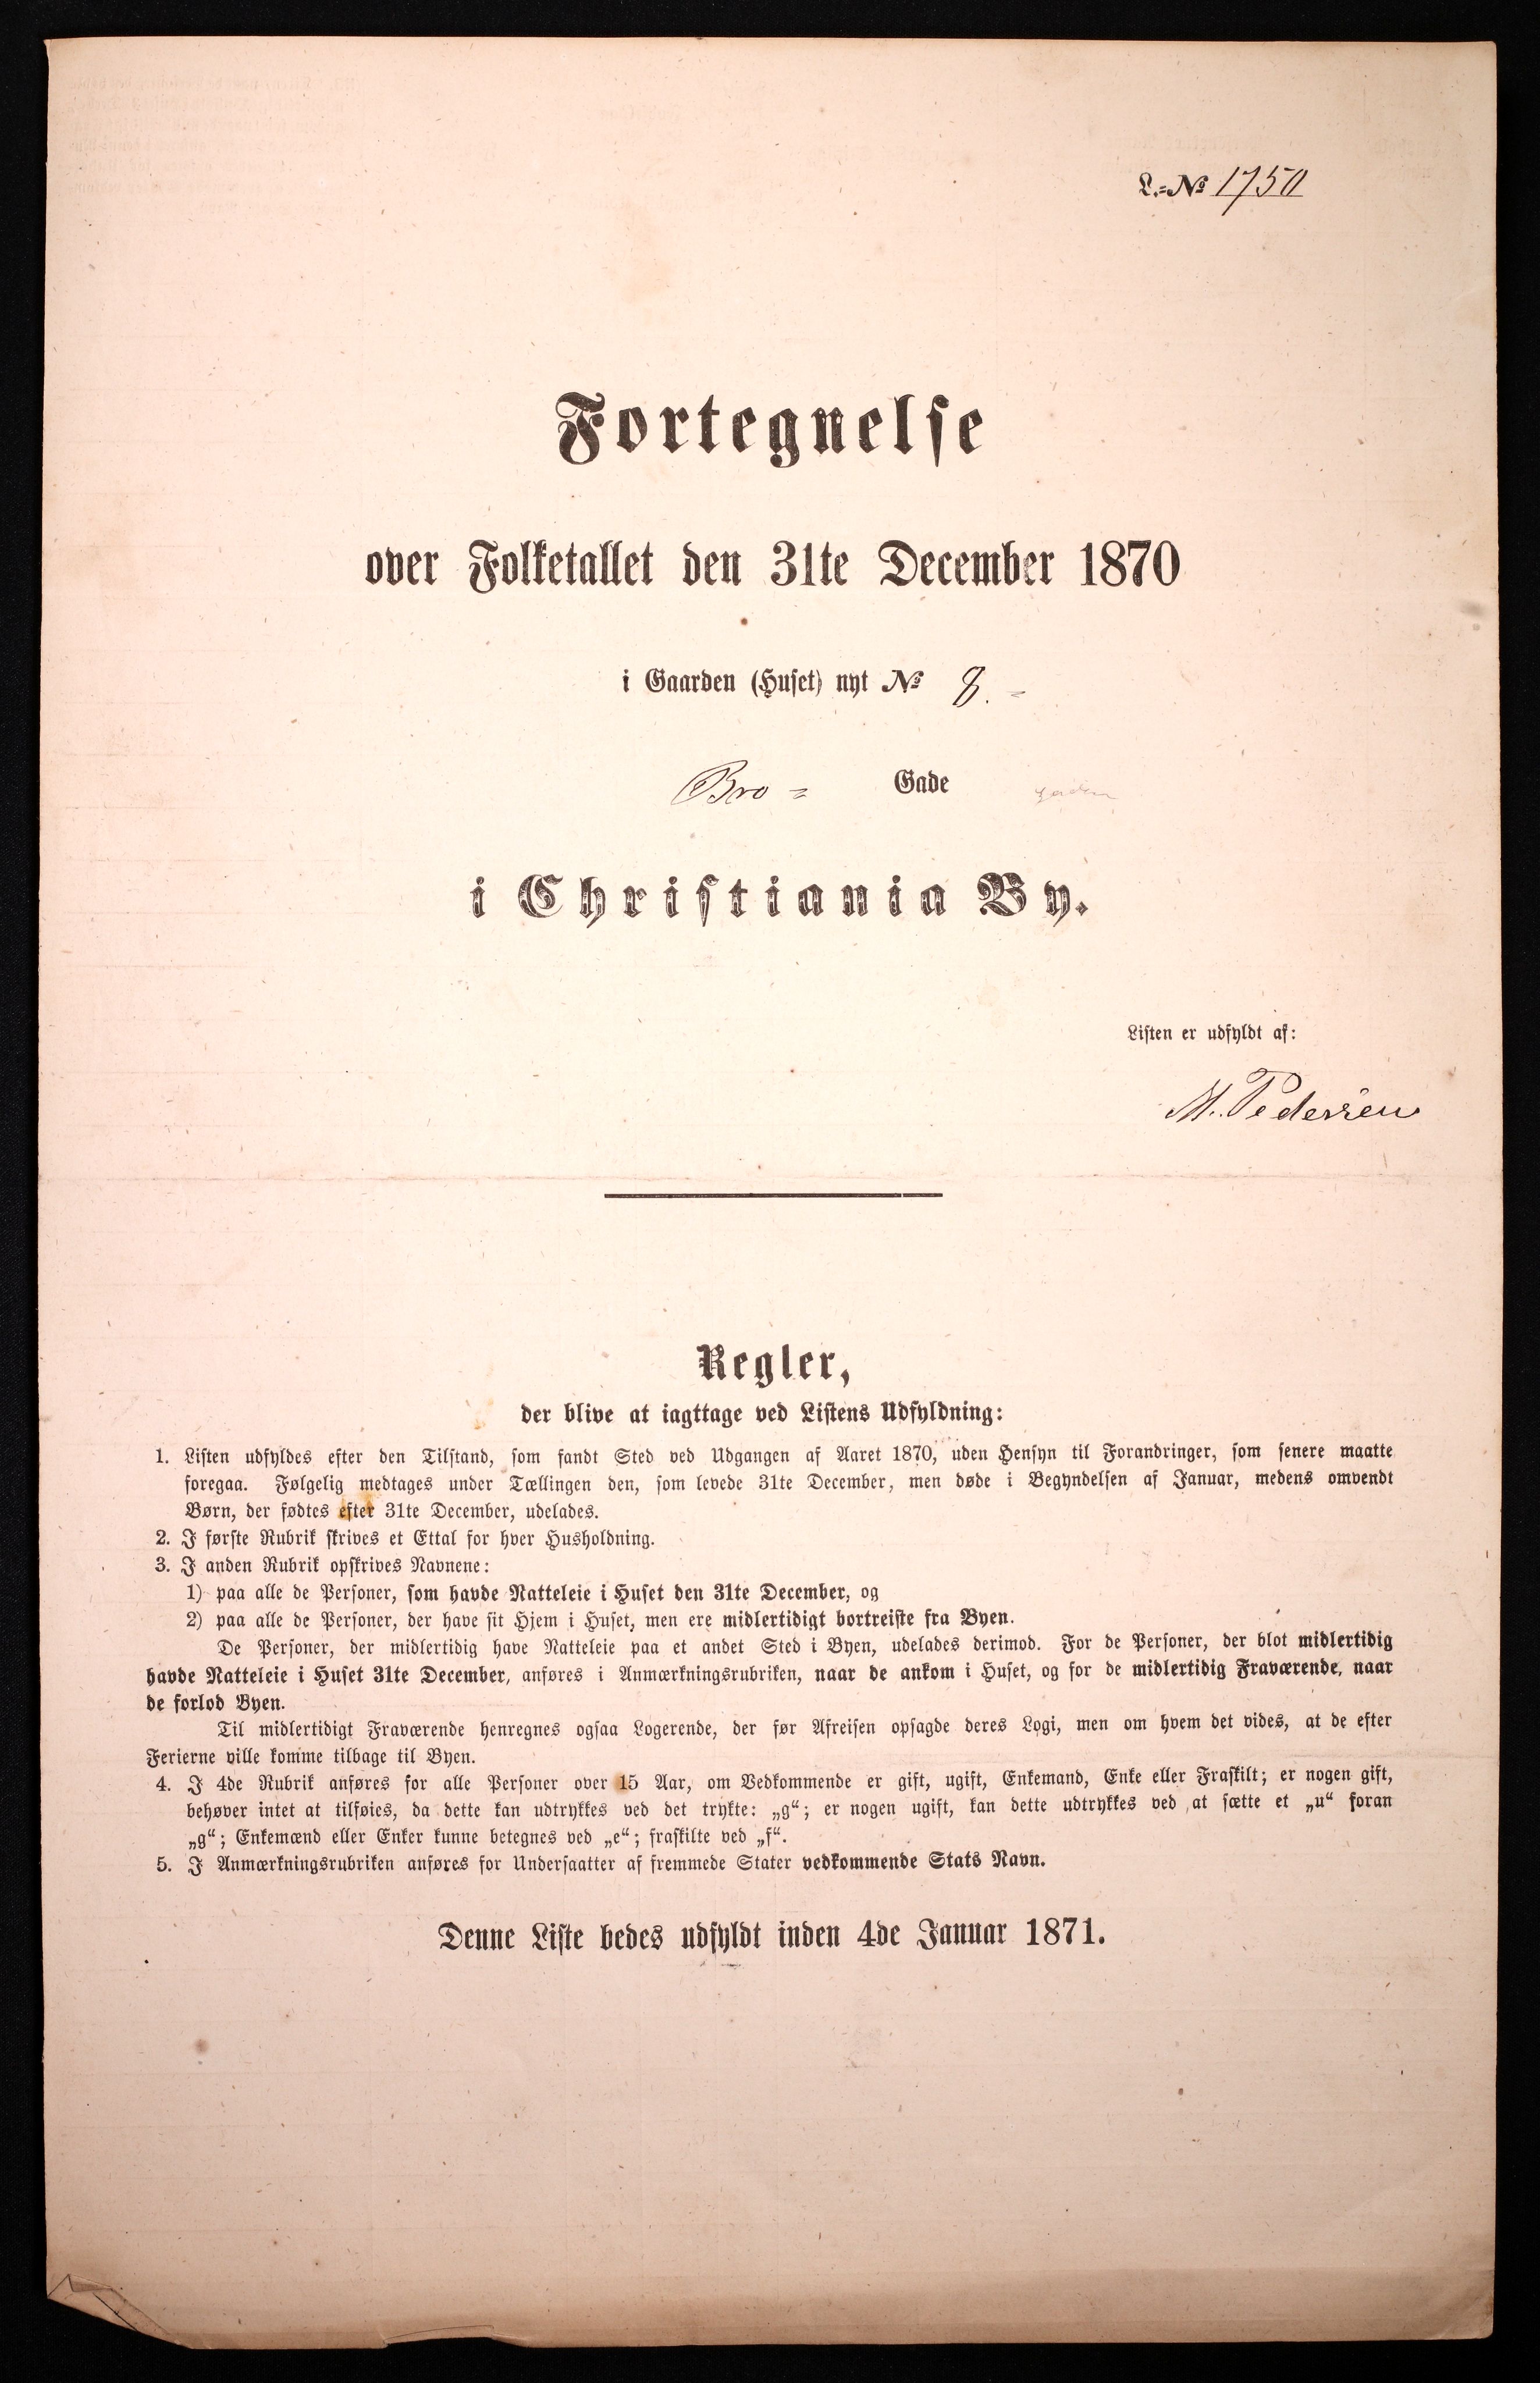 L.=№ 1750
Fortegnelse
over Folketallet den 31te December 1870
i Gaarden (Huset) nyt № 8. =
Bro = Gade gaden
i Christiania By.
Listen er udfyldt af:
M. Pedersen
Regler,
der blive at iagttage ved Listens Udfyldning:
1. Listen udfyldes efter den Tilstand, som fandt Sted ved Udgangen af Aaret 1870, uden Hensyn til Forandringer, som senere maatte
foregaa. Følgelig medtages under Tællingen den, som levede 31te December, men døde i Begyndelsen af Januar, medens omvendt
Børn, der fødtes efter 31te December, udelades.
2. I første Rubrik skrives et Ettal for hver Husholdning.
3. I anden Rubrik opskrives Navnene:
1) paa alle de Personer, som havde Natteleie i Huset den 31te December, og
2) paa alle de Personer, der have sit Hjem i Huset, men ere midlertidigt bortreiste fra Byen.
De Personer, der midlertidig have Natteleie paa et andet Sted i Byen, udelades derimod. For de Personer, der blot midlertidig
havde Natteleie i Huset 31te December, anføres i Anmærkningsrubriken, naar de ankom i Huset, og for de midlertidig Fraværende, naar
de forlod Byen.
Til midlertidigt Fraværende henregnes ogsaa Logerende, der før Afreisen opsagde deres Logi, men om hvem det vides, at de efter
Ferierne ville komme tilbage til Byen.
4. I 4de Rubrik anføres for alle Personer over 15 Aar, om Vedkommende er gift, ugift, Enkemand, Enke eller Fraskilt; er nogen gift,
behøver intet at tilføies, da dette kan udtrykkes ved det trykte: „g“; er nogen ugift, kan dette udtrykkes ved at sætte et „u“ foran
„g“; Enkemænd eller Enker kunne betegnes ved „e“; fraskilte ved „f“.
5. I Anmærkningsrubriken anføres for Undersaatter af fremmede Stater vedkommende Stats Navn.
Denne Liste bedes udfyldt inden 4de Januar 1871.